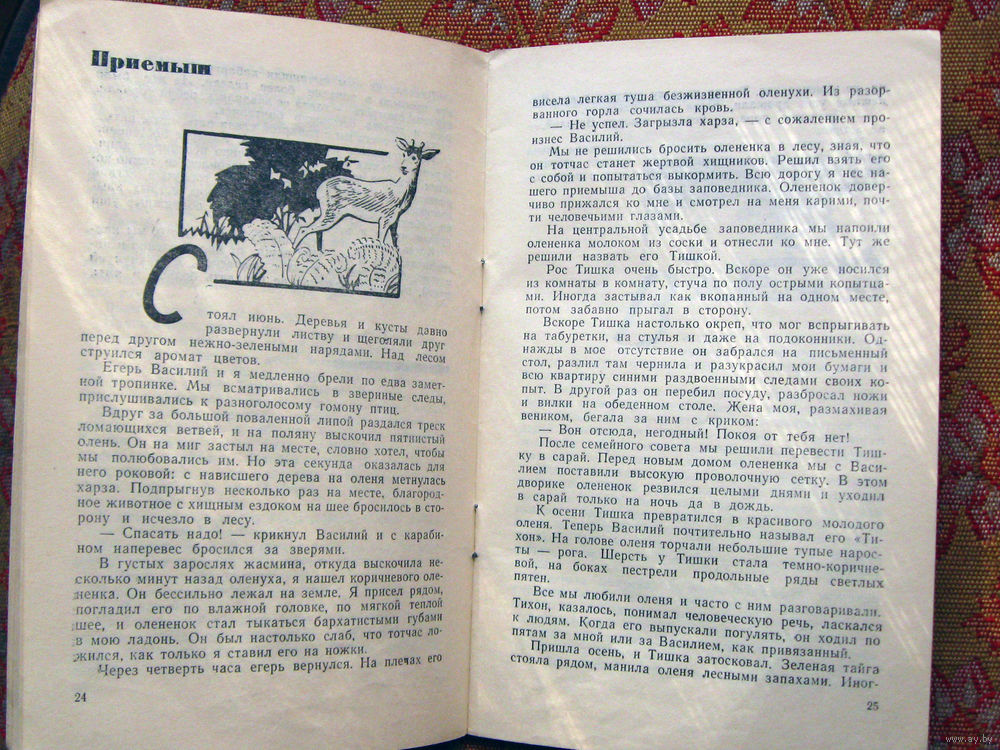 Приемыш
Стоял июнь. Деревья и кусты давно
развернули листву и щеголяли друг
перед другом нежно-зелеными нарядами. Над лесом
струился аромат цветов.
Егерь Василий и я медленно брели по едва замет-
ной тропинке. Мы всматривались в звериные следы,
прислушивались к разноголосому гомону птиц.
Вдруг за большой поваленной липой раздался треск
ломающихся ветвей, и на поляну выскочил пятнистый
олень. Он на миг застыл на месте, словно хотел, чтобы
мы полюбовались им. Но эта секунда оказалась для
него роковой: с нависшего дерева на оленя метнулась
харза. Подпрыгнув несколько раз на месте, благород-
ное животное с хищным ездоком на шее бросилось в сто-
рону и исчезло в лесу.
— Спасать надо! — крикнул Василий и с караби-
ном наперевес бросился за зверями.
В густых зарослях жасмина, откуда выскочила не-
сколько минут назад оленуха, я нашел коричневого оле-
ненка. Он бессильно лежал на земле. Я присел рядом,
погладил его по влажной головке, по мягкой теплой
шее, и олененок стал тыкаться бархатистыми губами
в мою ладонь. Он был настолько слаб, что тотчас ло-
жился, как только я ставил его на ножки.
Через четверть часа егерь вернулся. На плечах его
24
висела легкая туша безжизненной оленухи. Из разор-
ванного горла сочилась кровь.
— Не успел. Загрызла харза, — с сожалением про-
изнес Василий.
Мы не решились бросить олененка в лесу, зная, что
он тотчас станет жертвой хищников. Решил взять его
с собой и попытаться выкормить. Всю дорогу я нес на-
шего приемыша до базы заповедника. Олененок довер-
чиво прижался ко мне и смотрел на меня карими, поч-
ти человечьими глазами.
На центральной усадьбе заповедника мы напоили
олененка молоком из соски и отнесли ко мне. Тут же
решили назвать его Тишкой.
Рос Тишка очень быстро. Вскоре он уже носился
из комнаты в комнату, стуча по полу острыми копытца-
ми. Иногда застывал как вкопанный на одном месте,
потом забавно прыгал в сторону.
Вскоре Тишка настолько окреп, что мог вспрыгивать
на табуретки, на стулья и даже на подоконники. Од-
нажды в мое отсутствие он забрался на письменный
стол, разлил там чернила и разукрасил мои бумаги и
всю квартиру синими раздвоенными следами своих ко-
пыт. В другой раз он перебил посуду, разбросал ножи
и вилки на обеденном столе. Жена моя, размахивая
веником, бегала за ним с криком:
— Вон отсюда, негодный! Покоя от тебя нет!
После семейного совета мы решили перевести Тиш-
ку в сарай. Перед новым домом олененка мы с Васи-
лием поставили высокую проволочную сетку. В этом
дворике олененок резвился целыми днями и уходил
в сарай только на ночь да в дождь.
К осени Тишка превратился в красивого молодого
оленя. Теперь Василий почтительно называл его «Ти-
хон». На голове оленя торчали небольшие тупые нарос-
ты — рога. Шерсть у Тишки стала темно-коричне-
вой, на боках пестрели продольные ряды светлых
пятен.
Все мы любили оленя и часто с ним разговаривали.
Тихон, казалось, понимал человеческую речь, ласкался
к людям. Когда его выпускали погулять, он ходил по
пятам за мной или за Василием, как привязанный.
Пришла осень, и Тишка затосковал. Зеленая тайга
стояла рядом, манила оленя лесными запахами. Иног-
25
www.ay.by